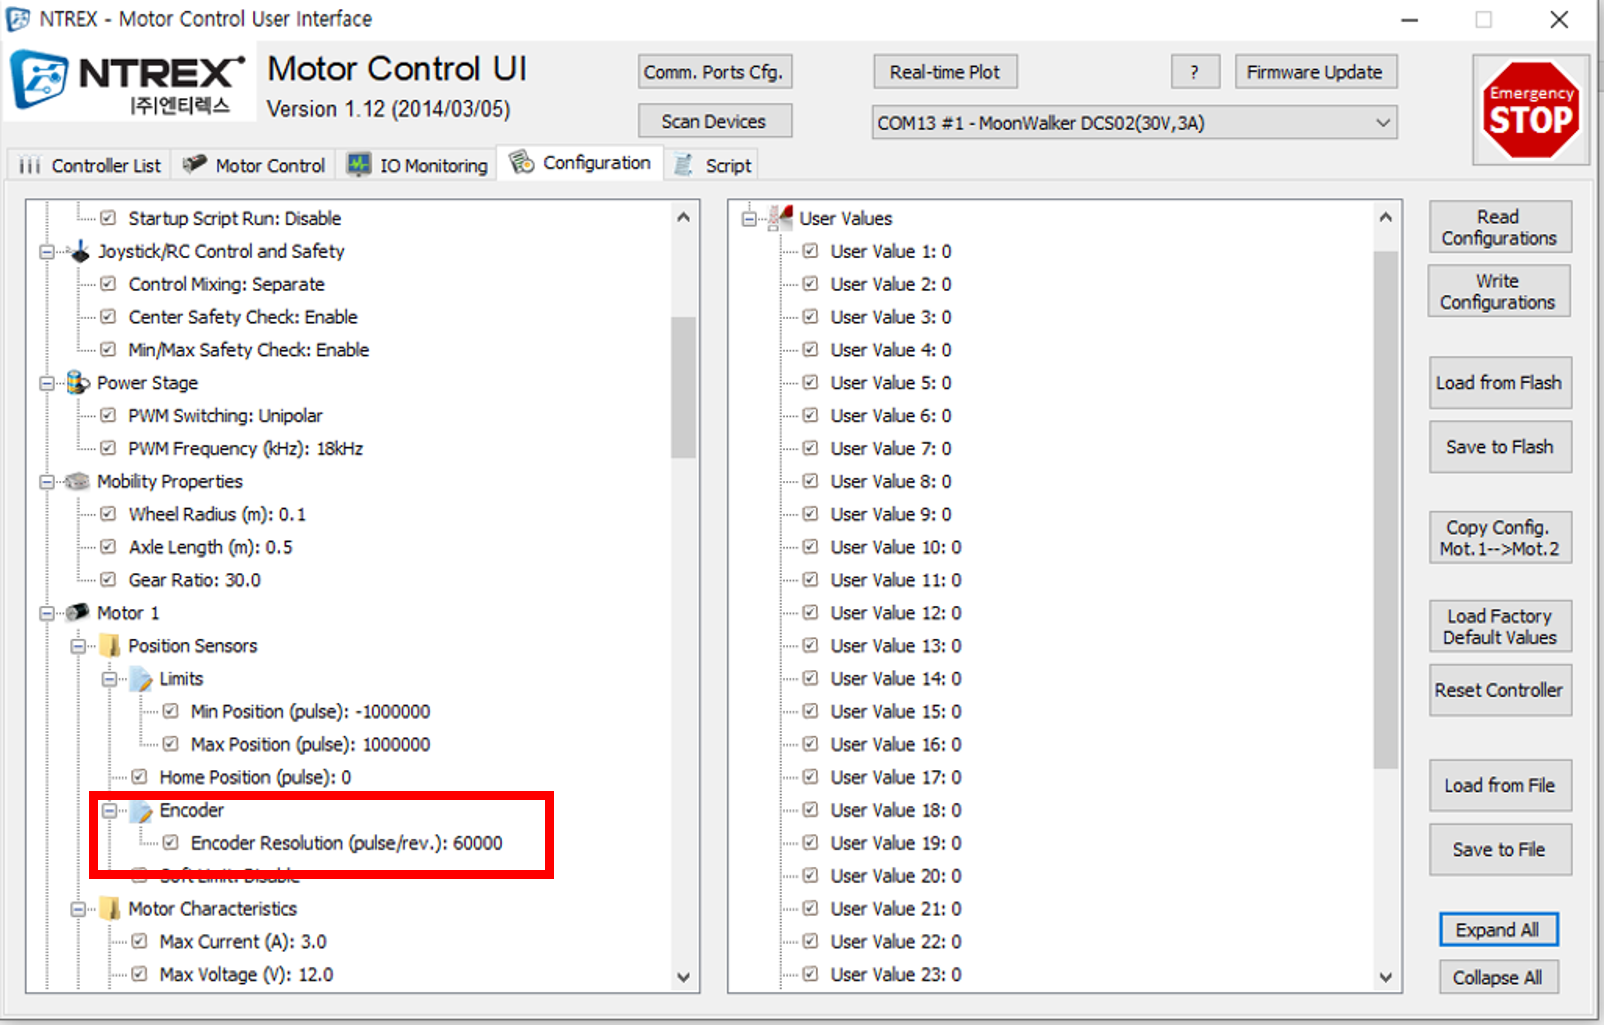 NTREX - Motor Control User Interface
NTREX
|(주)엔티렉스
Motor Control UI
Version 1.12 (2014/03/05)
Comm. Ports Cfg.
Scan Devices
Real-time Plot
?
Firmware Update
COM13 #1 - MoonWalker DCS02(30V,3A)
Emergency
STOP
Controller List
Motor Control
IO Monitoring
Configuration
Script
Startup Script Run: Disable
Joystick/RC Control and Safety
Control Mixing: Separate
Center Safety Check: Enable
Min/Max Safety Check: Enable
Power Stage
PWM Switching: Unipolar
PWM Frequency (kHz): 18kHz
Mobility Properties
Wheel Radius (m): 0.1
Axle Length (m): 0.5
Gear Ratio: 30.0
Motor 1
Position Sensors
Limits
Min Position (pulse): -1000000
Max Position (pulse): 1000000
Home Position (pulse): 0
Encoder
Encoder Resolution (pulse/rev.): 60000
Soft Limit: Disable
Motor Characteristics
Max Current (A): 3.0
Max Voltage (V): 12.0
User Values
User Value 1: 0
User Value 2: 0
User Value 3: 0
User Value 4: 0
User Value 5: 0
User Value 6: 0
User Value 7: 0
User Value 8: 0
User Value 9: 0
User Value 10: 0
User Value 11: 0
User Value 12: 0
User Value 13: 0
User Value 14: 0
User Value 15: 0
User Value 16: 0
User Value 17: 0
User Value 18: 0
User Value 19: 0
User Value 20: 0
User Value 21: 0
User Value 22: 0
User Value 23: 0
Read
Configurations
Write
Configurations
Load from Flash
Save to Flash
Copy Config.
Mot.1-->Mot.2
Load Factory
Default Values
Reset Controller
Load from File
Save to File
Expand All
Collapse All